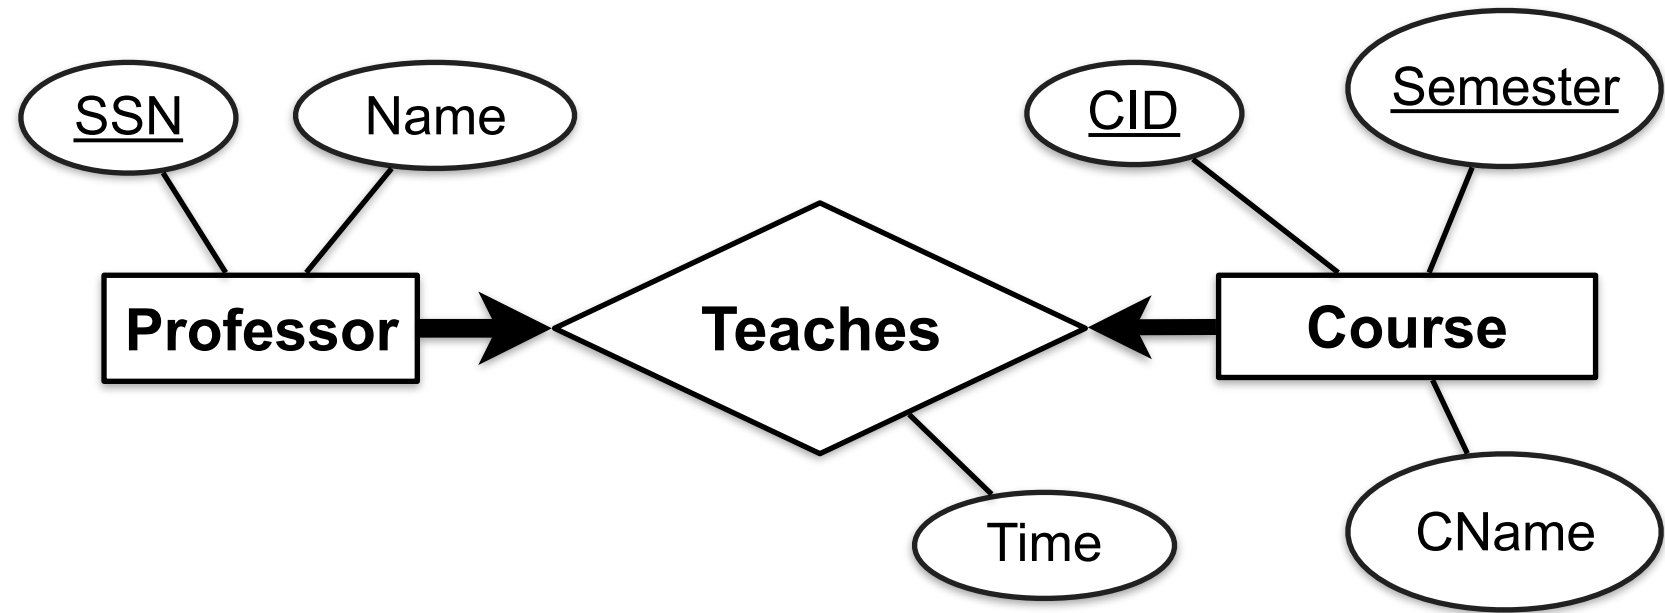 SSN
Name
CID
Semester
Professor
Teaches
Course
Time
CName